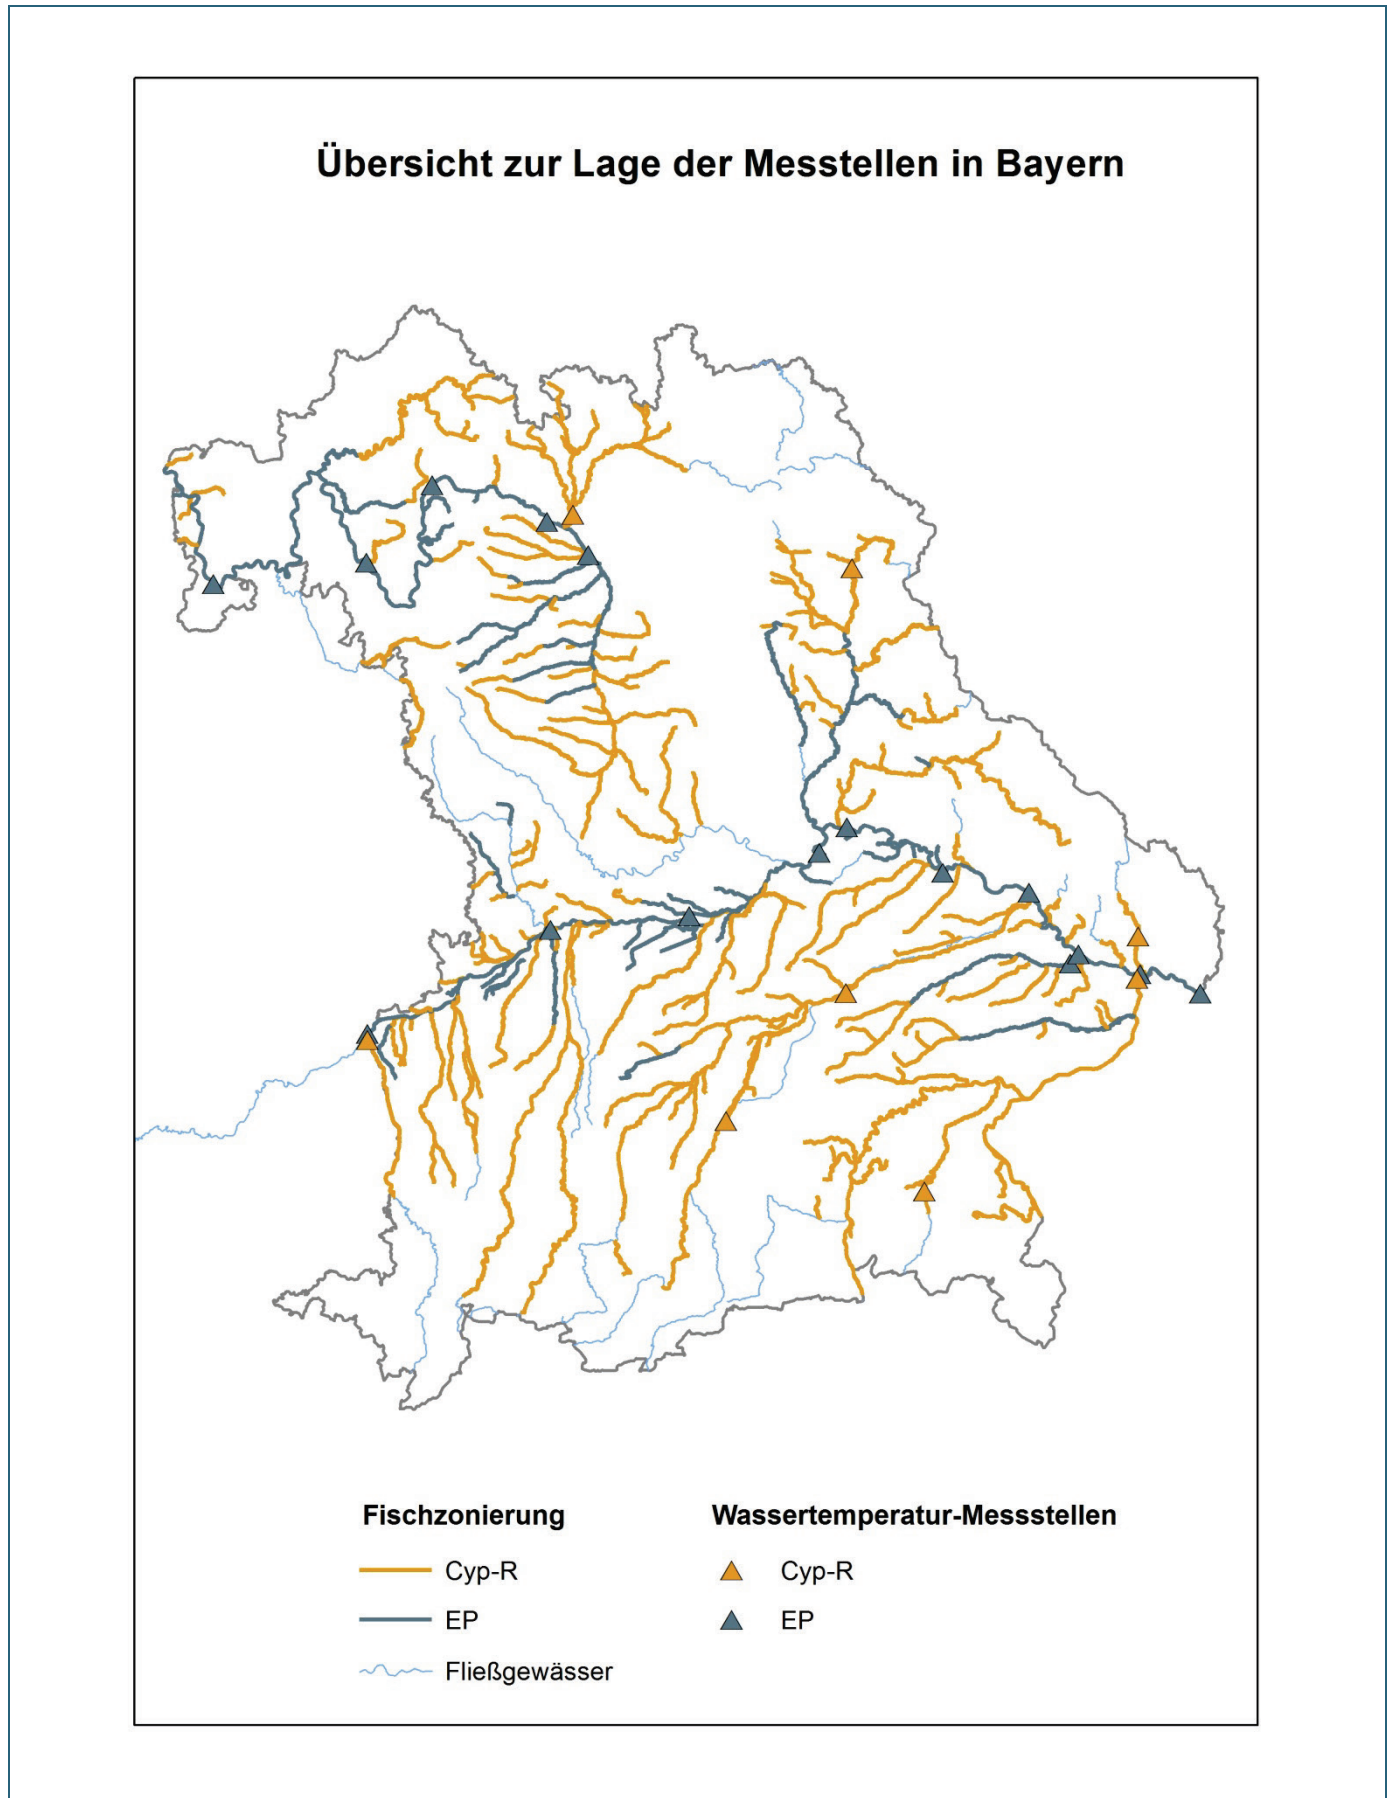 Übersicht zur Lage der Messtellen in Bayern
Fischzonierung
Cyp-R
EP
Fließgewässer
Wassertemperatur-Messstellen
Cyp-R
EP